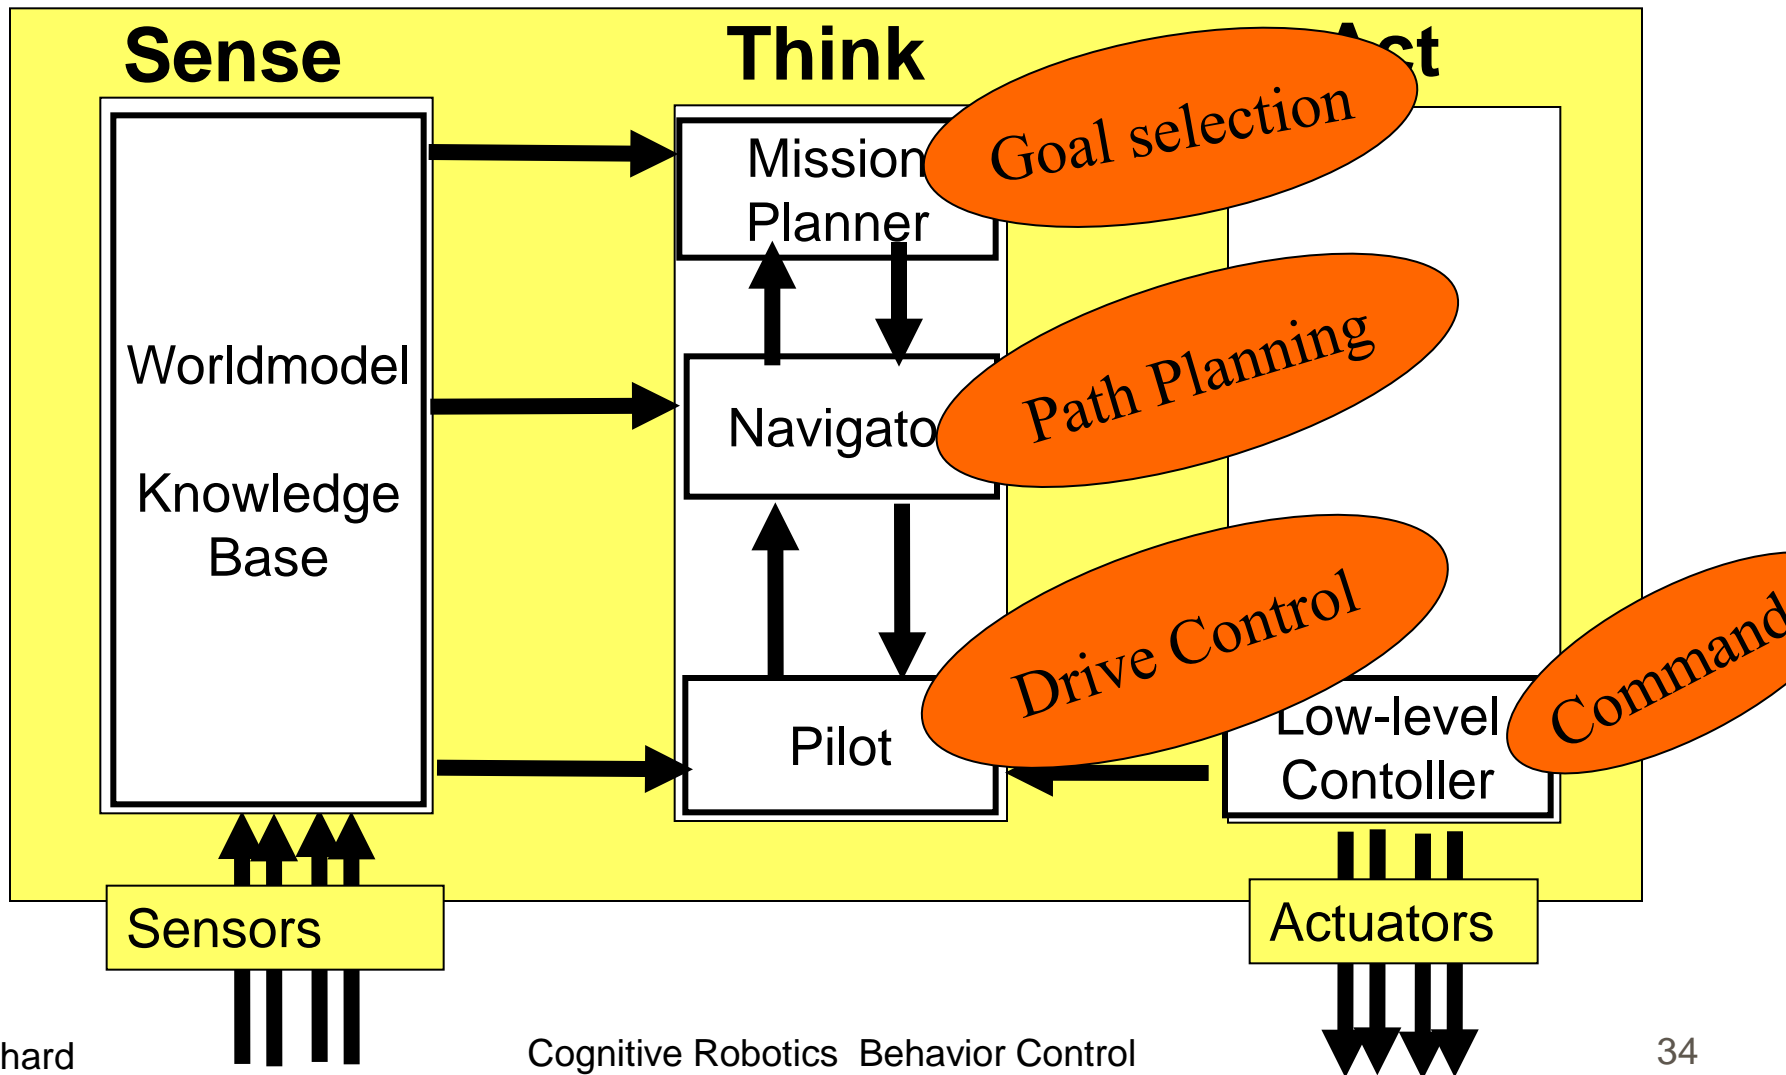 Sense
Think
Act
Worldmodel
Knowledge
Base
Mission
Planner
Goal selection
Navigato
Path Planning
Pilot
Drive Control
Low-level
Contoller
Command
Sensors
Actuators
hard
Cognitive Robotics Behavior Control
34